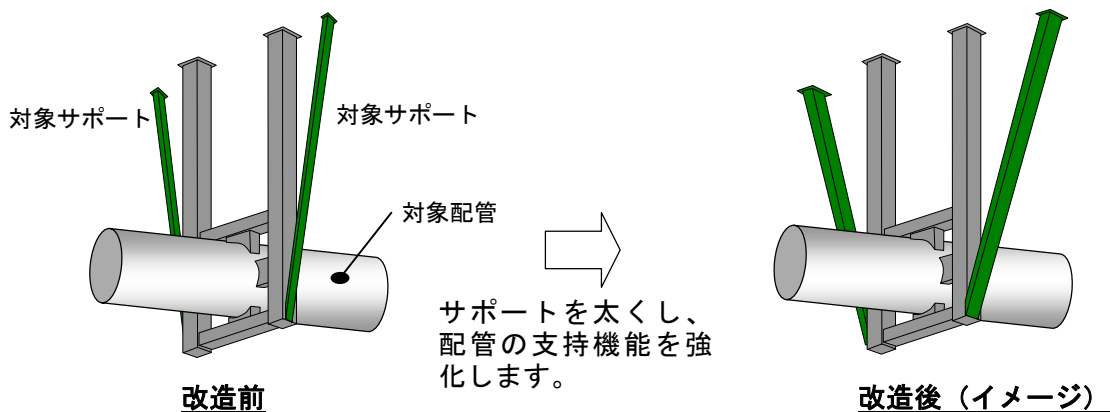 対象サポート
対象サポート
対象配管
サポートを太くし、
配管の支持機能を強
化します。
改造前
改造後（イメージ）